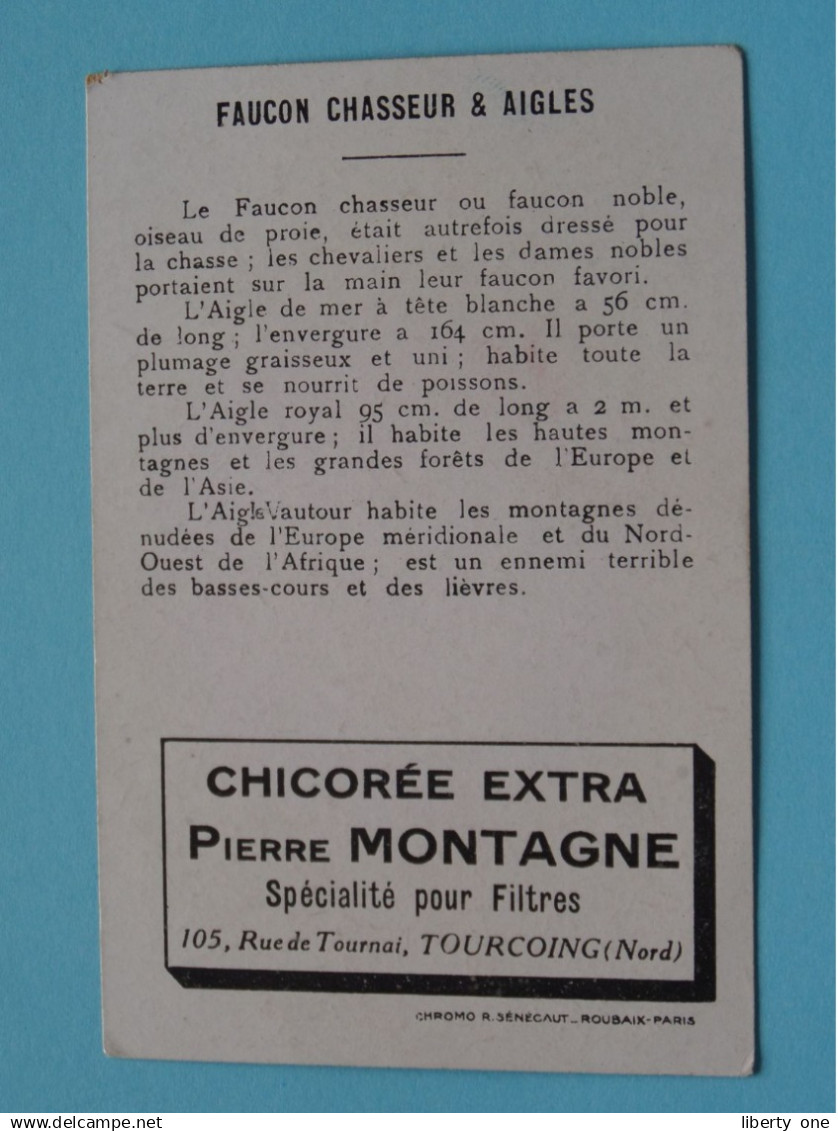 FAUCON CHASSEUR & AIGLES
Le Faucon chasseur ou faucon noble,
oiseau de proie, était autrefois dressé pour
la chasse ; les chevaliers et les dames nobles
portaient sur la main leur faucon favori.
L'Aigle de mer à tête blanche a 56 cm.
de long ; l'envergure a 164 cm. Il porte un
plumage graisseux et uni ; habite toute la
terre et se nourrit de poissons.
L'Aigle royal 95 cm. de long a 2 m. et
plus d'envergure ; il habite les hautes mon-
tagnes et les grandes forêts de l'Europe et
de l'Asie.
L'Aigle Vautour habite les montagnes dé-
nudées de l'Europe méridionale et du Nord-
Ouest de l'Afrique ; est un ennemi terrible
des basses-cours et des lièvres.
CHICORÉE EXTRA
PIERRE MONTAGNE
Spécialité pour Filtres
105, Rue de Tournai, TOURCOING (Nord)
CHROMO R. SÉNÉCAUT_ ROUBAIX-PARIS
delcampe.net
liberty one